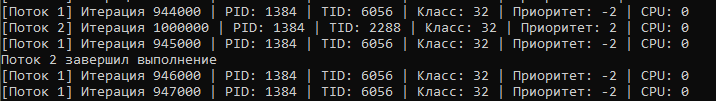 [Поток 1] Итерация 944000 | PID: 1384 | TID: 6056 | Класс: 32 | Приоритет: -2 | CPU: 0
[Поток 2] Итерация 1000000 | PID: 1384 | TID: 2288 | Класс: 32 | Приоритет: 2 | CPU: 0
[Поток 1] Итерация 945000 | PID: 1384 | TID: 6056 | Класс: 32 | Приоритет: -2 | CPU: 0
Поток 2 завершил выполнение
[Поток 1] Итерация 946000 | PID: 1384 | TID: 6056 | Класс: 32 | Приоритет: -2 | CPU: 0
[Поток 1] Итерация 947000 | PID: 1384 | TID: 6056 | Класс: 32 | Приоритет: -2 | CPU: 0